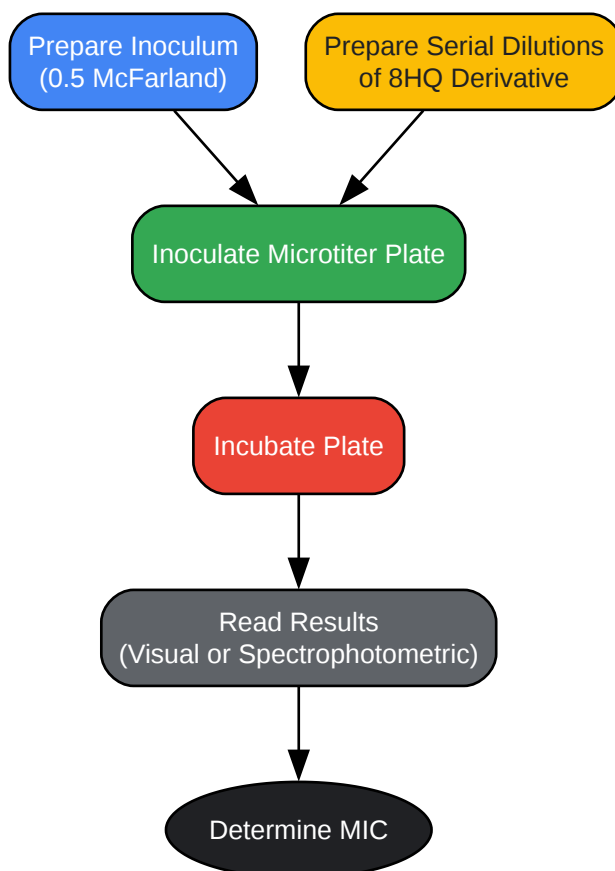 Prepare Inoculum
(0.5 McFarland)
Prepare Serial Dilutions
of 8HQ Derivative
Inoculate Microtiter Plate
Incubate Plate
Read Results
(Visual or Spectrophotometric)
Determine MIC